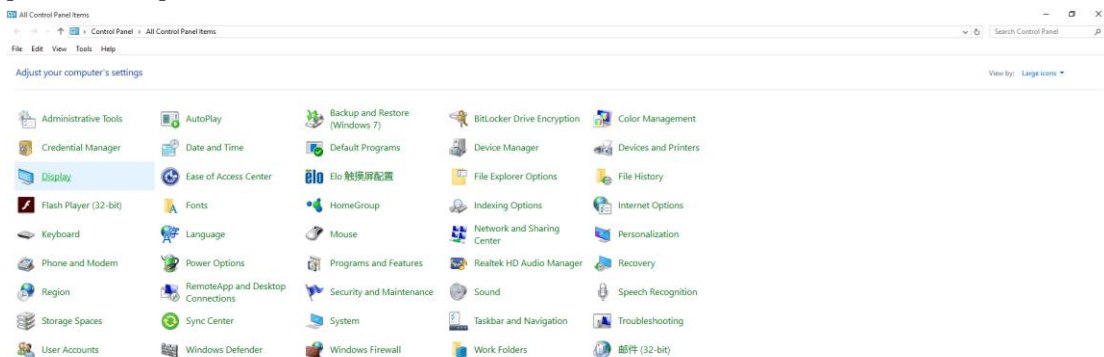 All Control Panel Items
Control Panel › All Control Panel Items
Search Control Panel
File Edit View Tools Help
Adjust your computer's settings
View by: Large icons
Administrative Tools
AutoPlay
Backup and Restore
(Windows 7)
BitLocker Drive Encryption
Color Management
Credential Manager
Date and Time
Default Programs
Device Manager
Devices and Printers
Display
Ease of Access Center
elo
Elo 触摸屏配置
File Explorer Options
File History
Flash Player (32-bit)
Fonts
HomeGroup
Indexing Options
Internet Options
Keyboard
Language
Mouse
Network and Sharing
Center
Personalization
Phone and Modem
Power Options
Programs and Features
Realtek HD Audio Manager
Recovery
Region
RemoteApp and Desktop
Connections
Security and Maintenance
Sound
Speech Recognition
Storage Spaces
Sync Center
System
Taskbar and Navigation
Troubleshooting
User Accounts
Windows Defender
Windows Firewall
Work Folders
邮件 (32-bit)